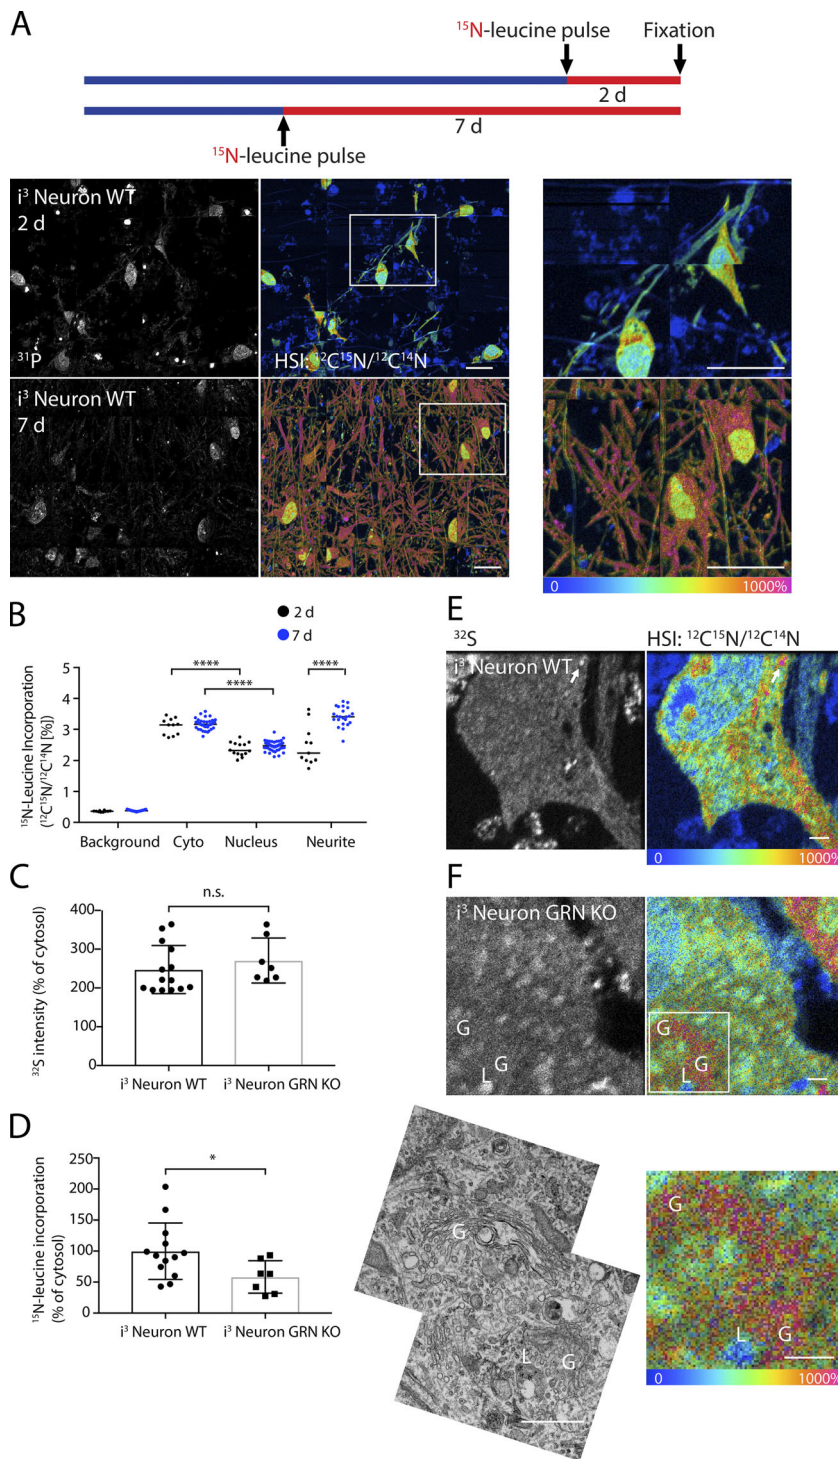 A
¹⁵N-leucine pulse Fixation
2 d
7 d
¹⁵N-leucine pulse
i³ Neuron WT
2 d
³¹P
HSI: ¹²C¹⁵N/¹²C¹⁴N
i³ Neuron WT
7 d
0 1000%
B
2 d
7 d
**** **** ****
¹⁵N-Leucine Incorporation
(¹²C¹⁵N/¹²C¹⁴N [%])
5
4
3
2
1
0
Background Cyto Nucleus Neurite
C
n.s.
³²S intensity (% of cytosol)
400
300
200
100
0
i³ Neuron WT i³ Neuron GRN KO
D
*
¹⁵N-leucine incorporation
(% of cytosol)
250
200
150
100
50
0
i³ Neuron WT i³ Neuron GRN KO
E
³²S HSI: ¹²C¹⁵N/¹²C¹⁴N
i³ Neuron WT
0 1000%
F
i³ Neuron GRN KO
G
G
L
G
G
L
G
L G
G
L G
0 1000%